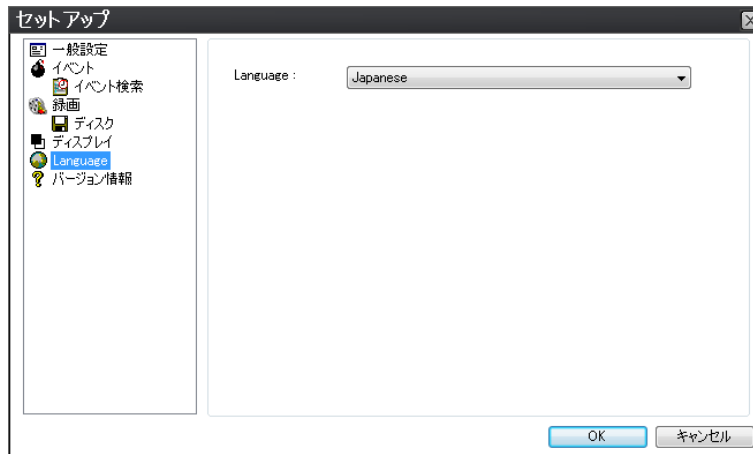 セットアップ
一般設定
イベント
イベント検索
録画
ディスク
ディスプレイ
Language
バージョン情報
Language :
Japanese
OK
キャンセル